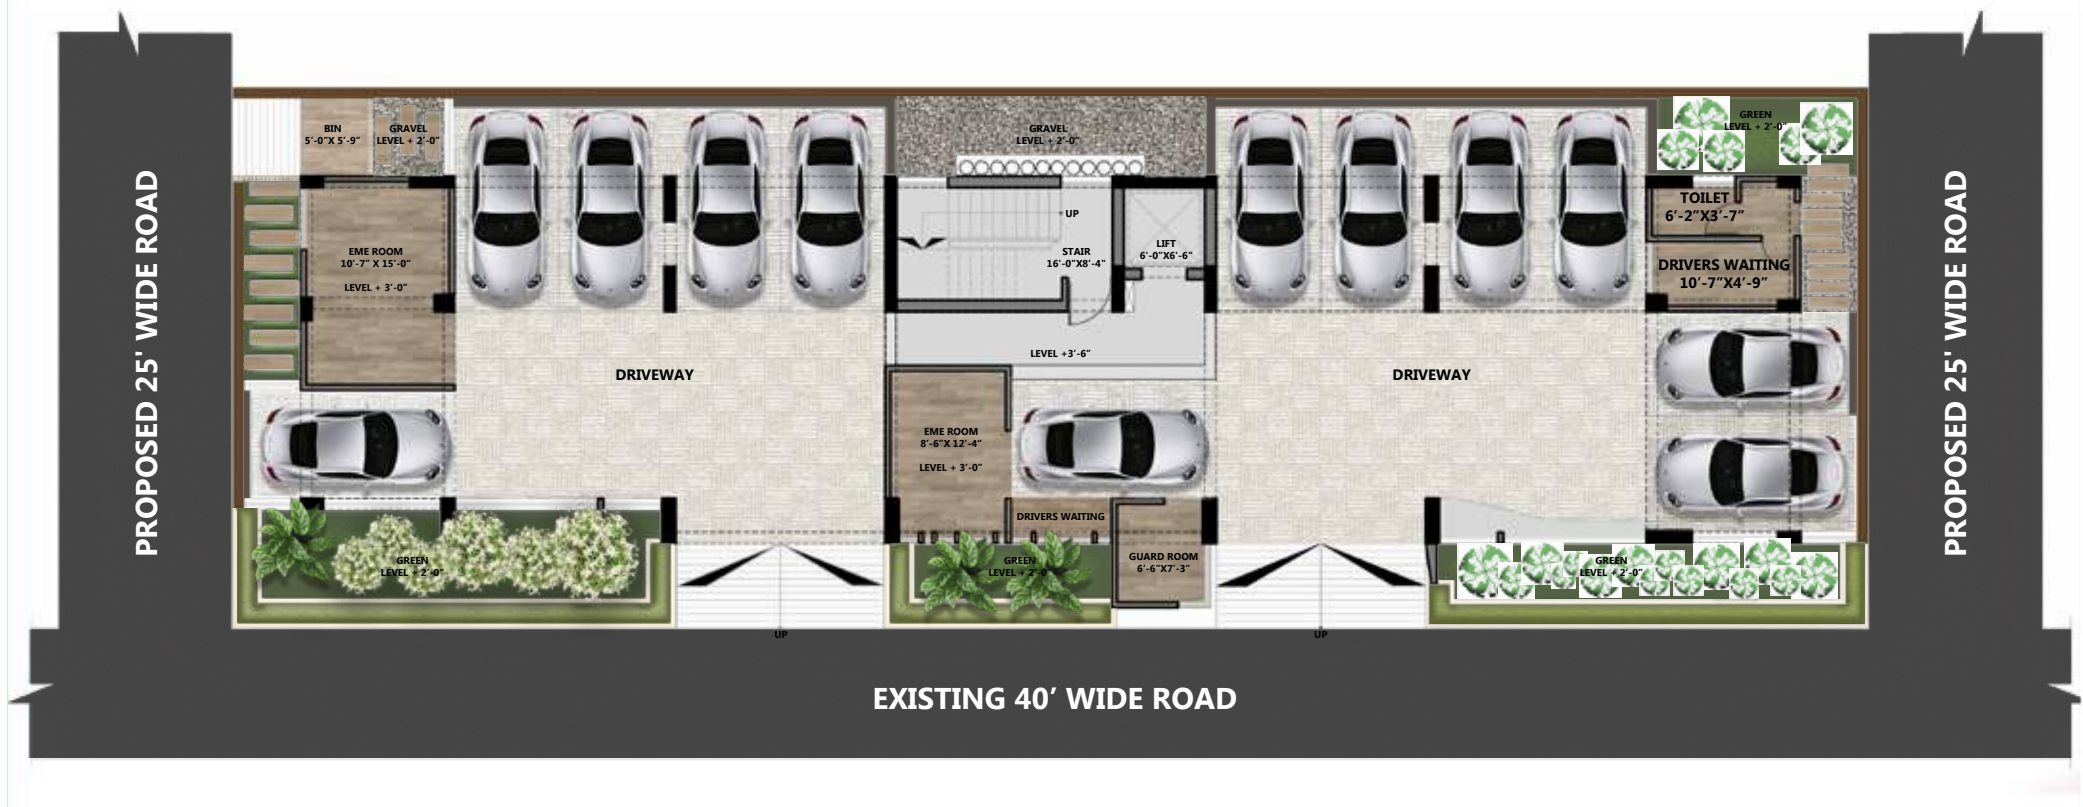 PROPOSED 25' WIDE ROAD
BIN
5'-0"X 5'-9"
GRAVEL
LEVEL + 2'-0"
GRAVEL
LEVEL + 2'-0"
GREEN
LEVEL + 2'-0"
EME ROOM
10'-7" X 15'-0"
LEVEL + 3'-0"
UP
STAIR
16'-0"X8'-4"
LIFT
6'-0"X6'-6"
TOILET
6'-2"X3'-7"
DRIVERS WAITING
10'-7"X4'-9"
LEVEL +3'-6"
DRIVEWAY
DRIVEWAY
EME ROOM
8'-6"X 12'-4"
LEVEL + 3'-0"
DRIVERS WAITING
GREEN
LEVEL + 2'-0"
GREEN
LEVEL + 2'-0"
GUARD ROOM
6'-6"X7'-3"
GREEN
LEVEL + 2'-0"
UP
UP
PROPOSED 25' WIDE ROAD
EXISTING 40' WIDE ROAD